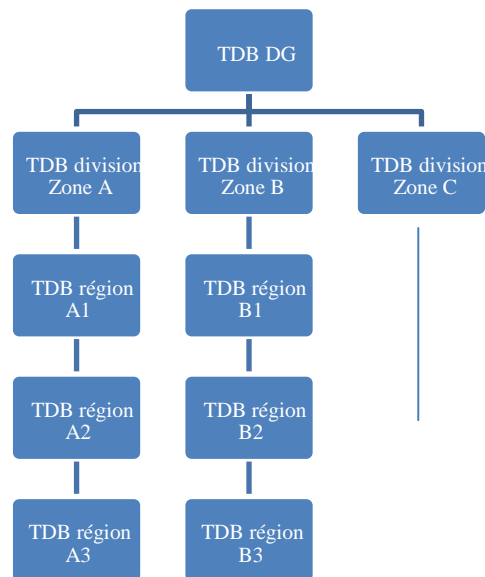 TDB DG
TDB division
Zone A
TDB division
Zone B
TDB division
Zone C
TDB région
A1
TDB région
B1
TDB région
A2
TDB région
B2
TDB région
A3
TDB région
B3